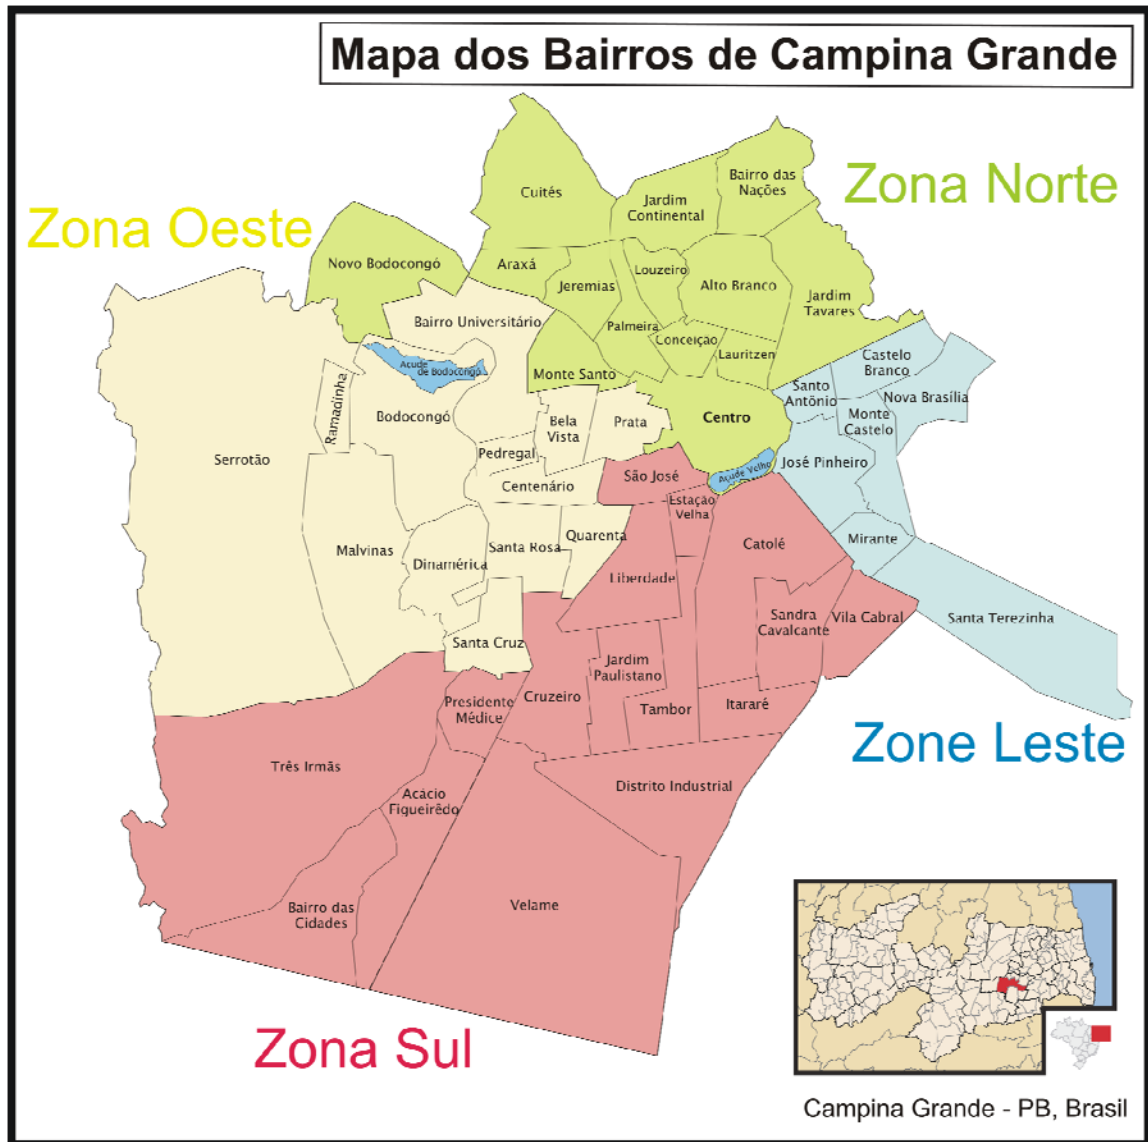 Mapa dos Bairros de Campina Grande
Zona Norte
Zona Oeste
Cuités
Bairro das
Nações
Jardim
Continental
Novo Bodocongó
Araxá
Jeremias
Louzeiro
Alto Branco
Jardim
Tavares
Bairro Universitário
Palmeira
Conceição
Lauritzen
Monte Santo
Açude
de Bodocongó
Castelo
Branco
Santo
Antônio
Nova Brasília
Ramadinha
Bodocongó
Bela
Vista
Prata
Centro
Monte
Castelo
Serrotão
Pedregal
Centenário
São José
Açude Velho
José Pinheiro
Estação
Velha
Malvinas
Dinamérica
Santa Rosa
Quarenta
Catolé
Mirante
Liberdade
Sandra
Cavalcante
Vila Cabral
Santa Terezinha
Santa Cruz
Jardim
Paulistano
Presidente
Médice
Cruzeiro
Tambor
Itararé
Zone Leste
Três Irmãs
Acácio
Figueirêdo
Distrito Industrial
Bairro das
Cidades
Velame
Zona Sul
Campina Grande - PB, Brasil